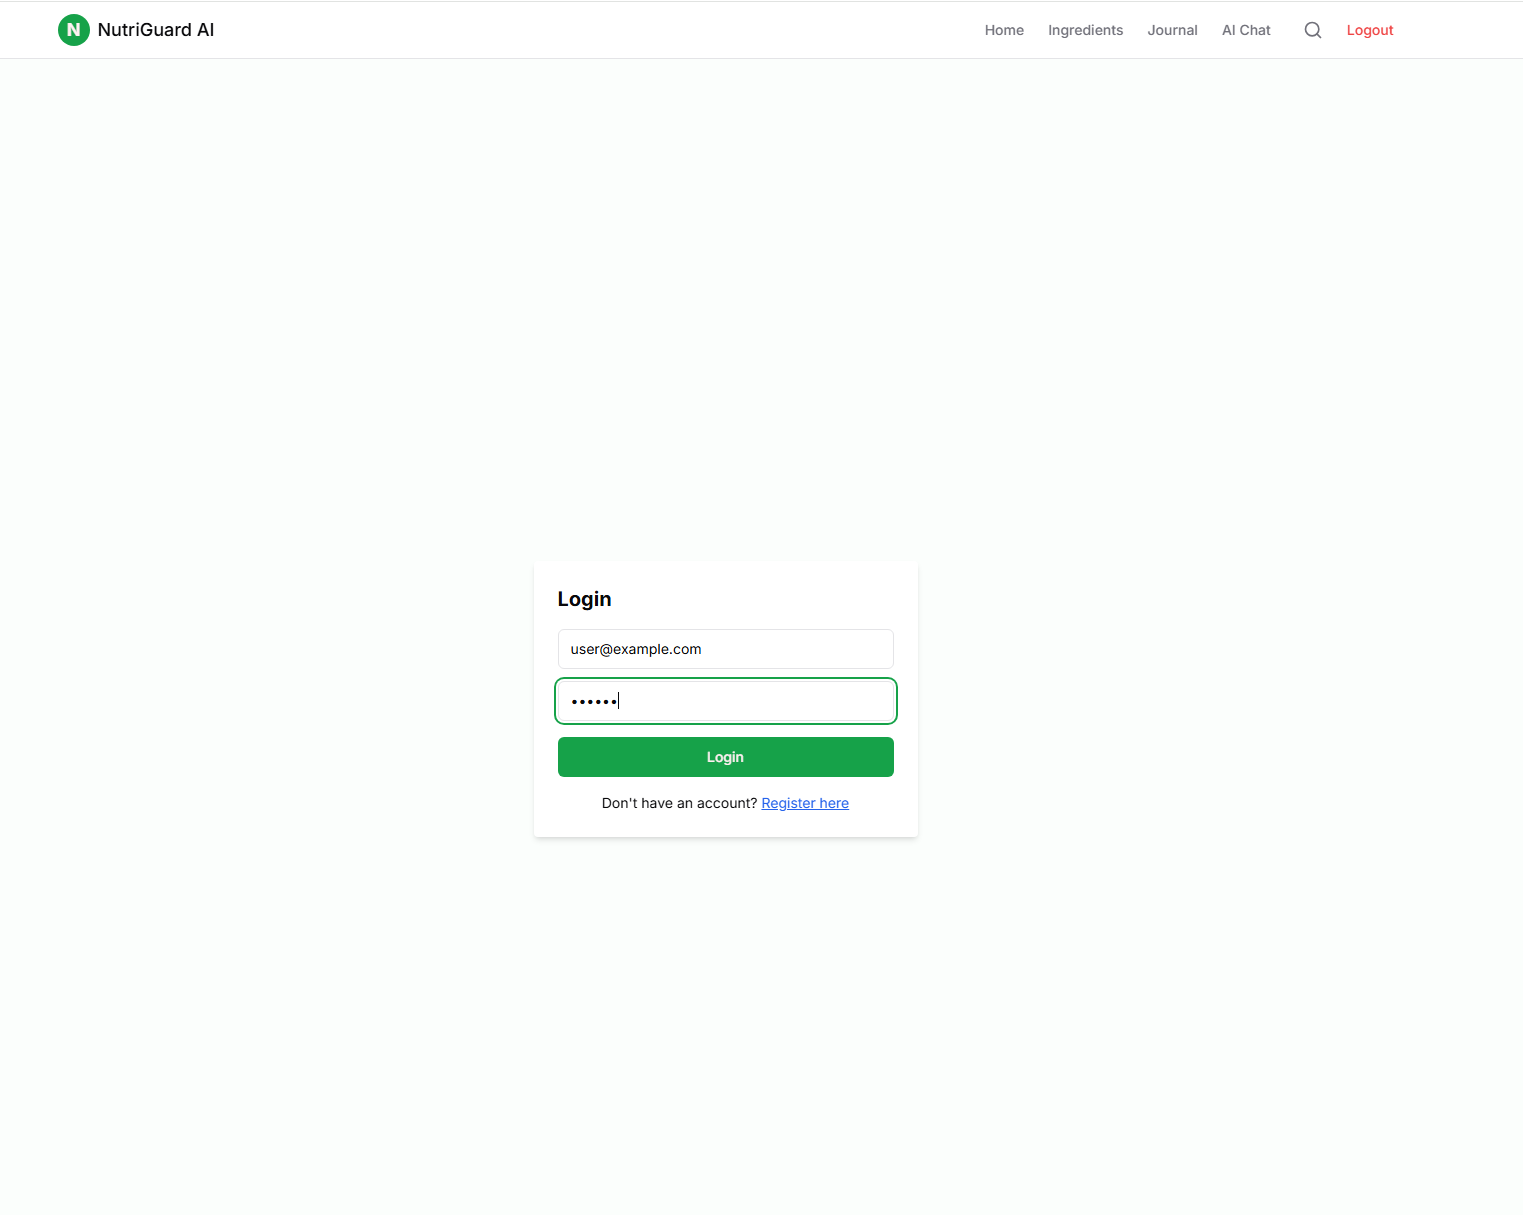 N NutriGuard AI Home Ingredients Journal AI Chat Logout
Login
user@example.com
••••••
Login
Don't have an account? Register here